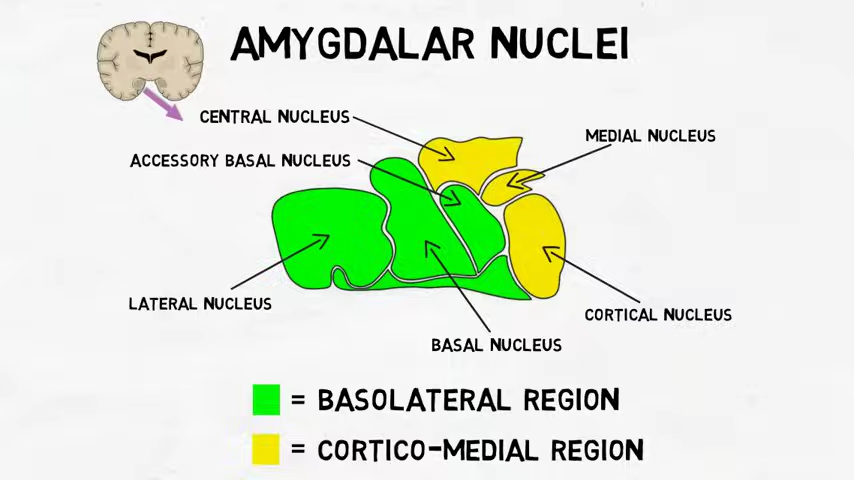 AMYGDALAR NUCLEI
CENTRAL NUCLEUS
MEDIAL NUCLEUS
ACCESSORY BASAL NUCLEUS
LATERAL NUCLEUS
CORTICAL NUCLEUS
BASAL NUCLEUS
= BASOLATERAL REGION
= CORTICO-MEDIAL REGION